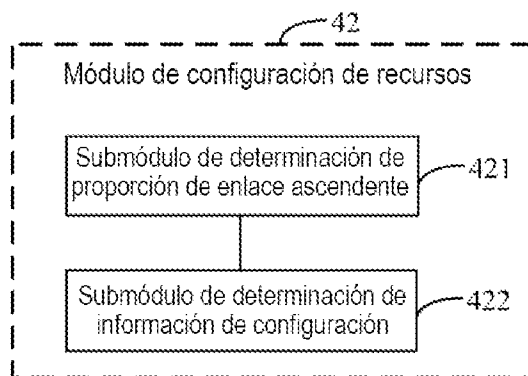 42
Módulo de configuración de recursos
Submódulo de determinación de
proporción de enlace ascendente
421
Submódulo de determinación de
información de configuración
422